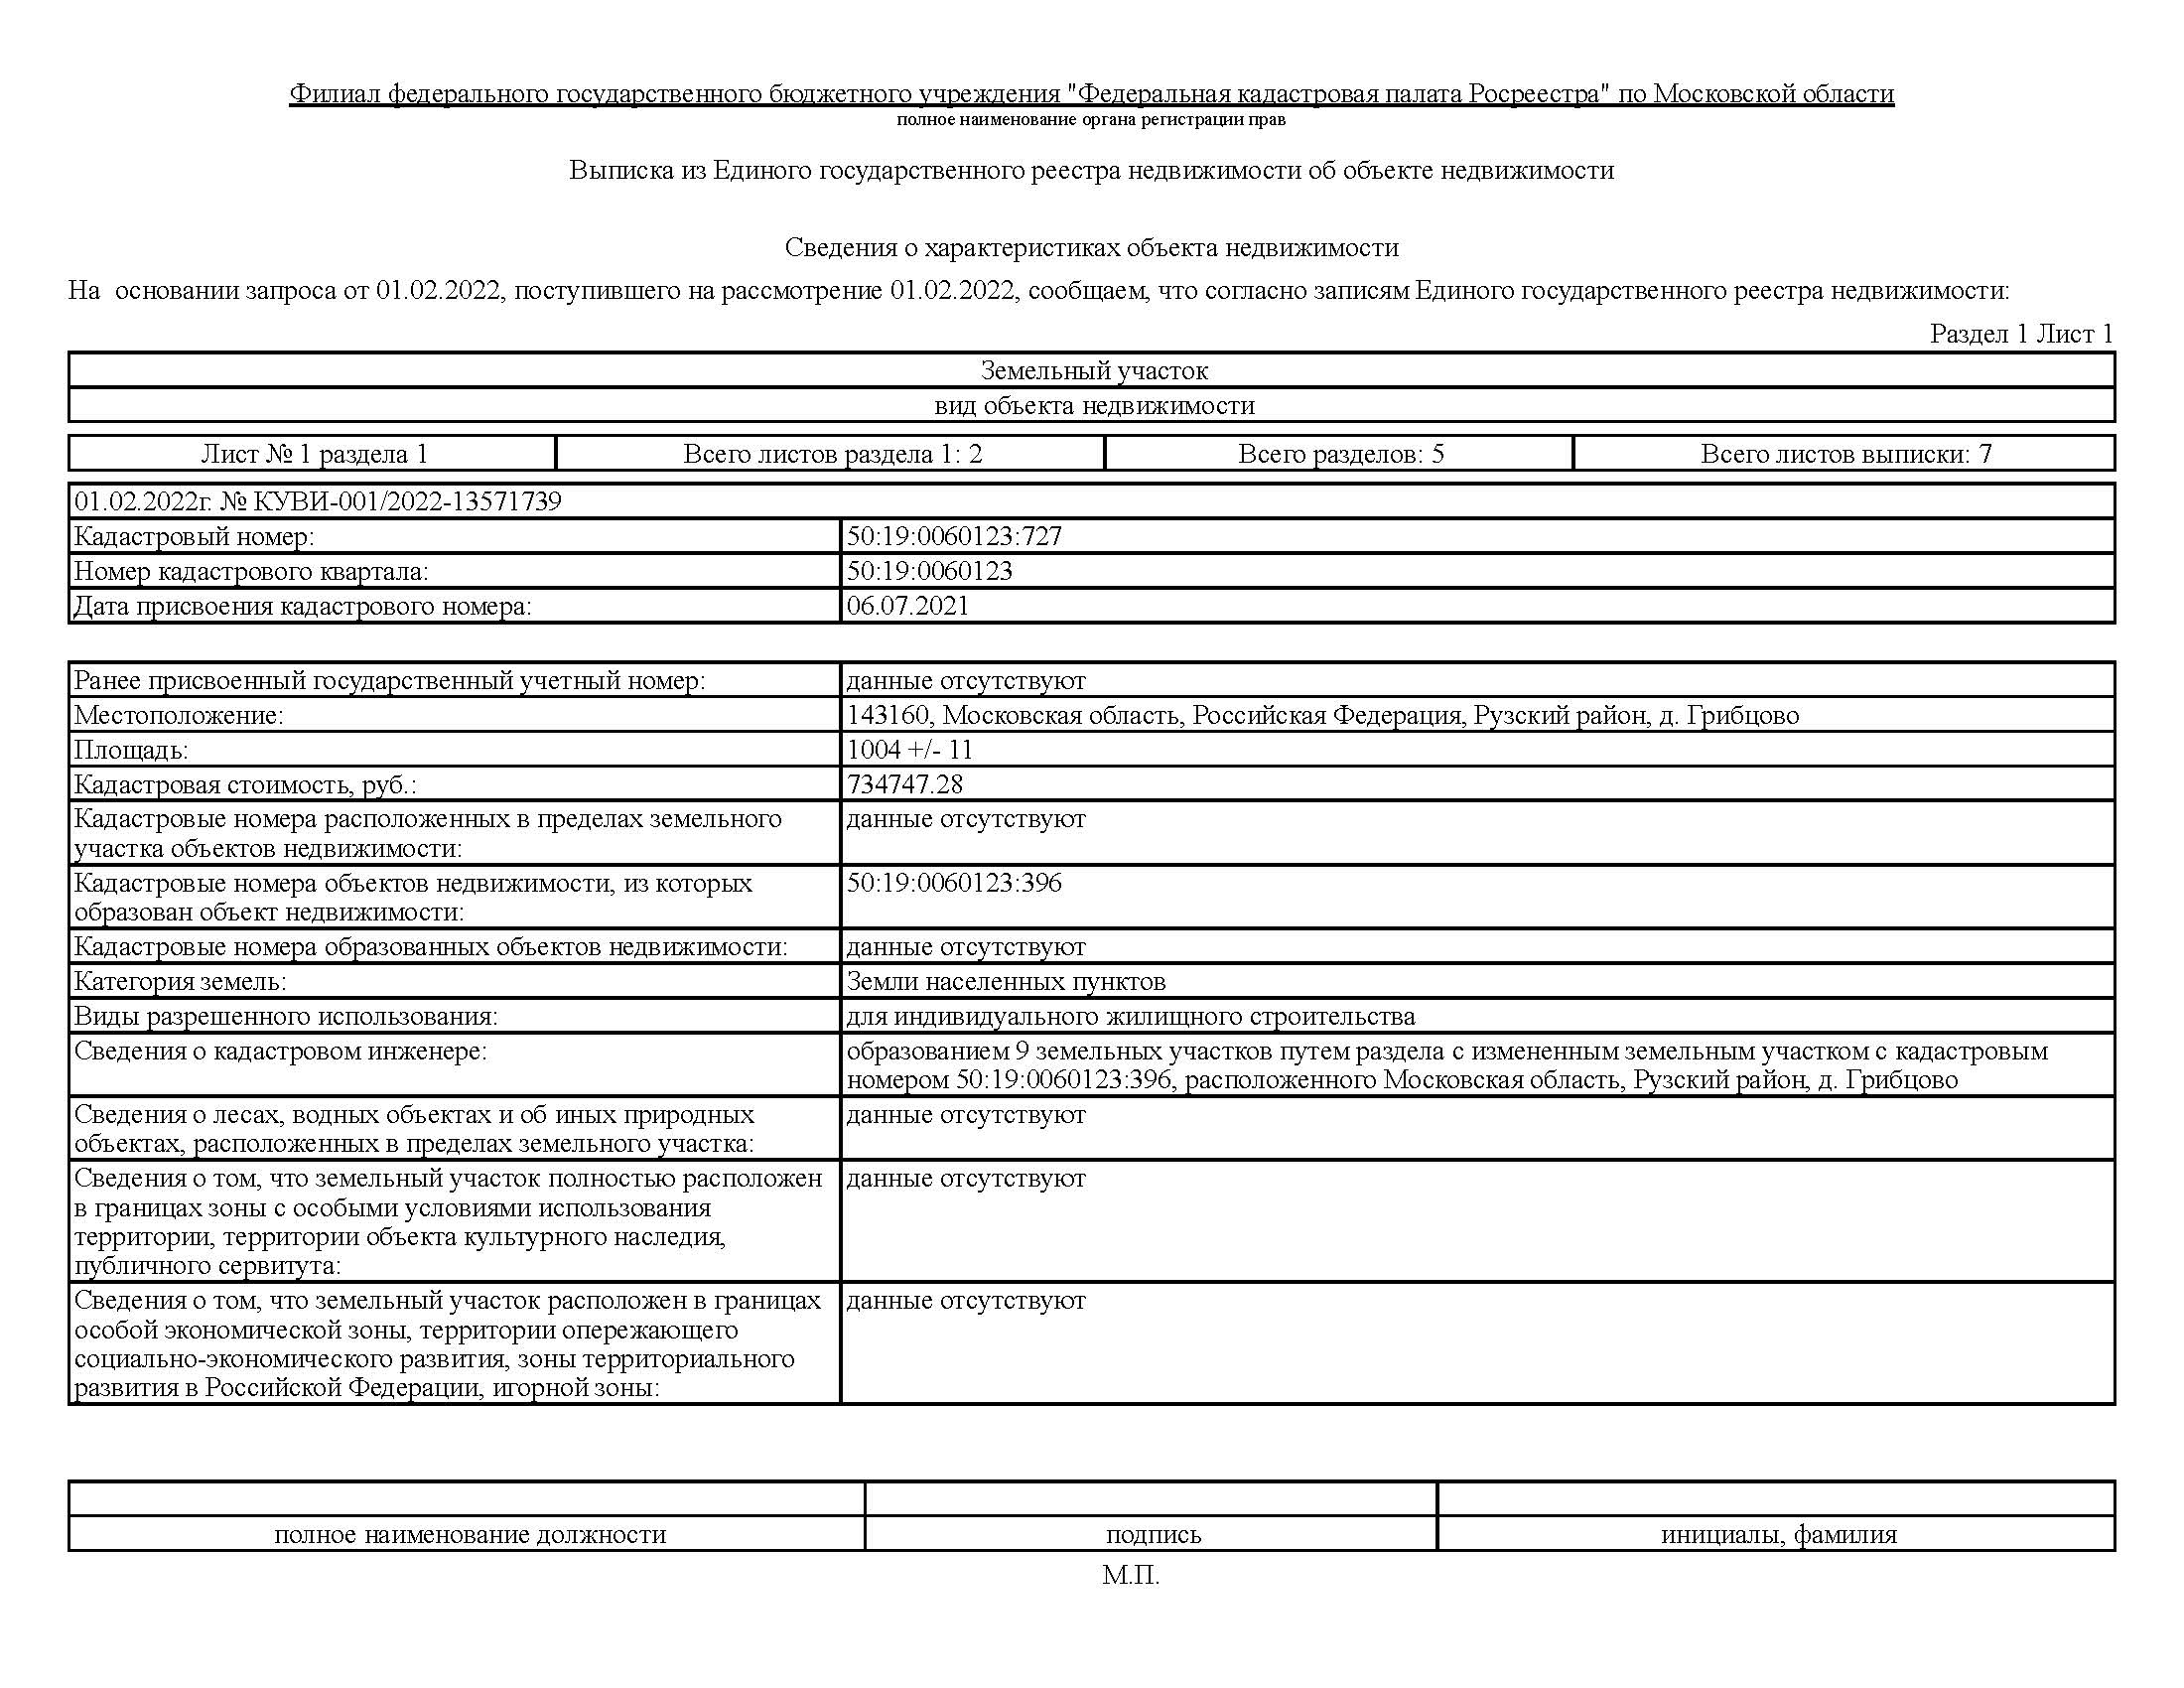 Филиал федерального государственного бюджетного учреждения "Федеральная кадастровая палата Росреестра" по Московской области
полное наименование органа регистрации прав
Выписка из Единого государственного реестра недвижимости об объекте недвижимости
Сведения о характеристиках объекта недвижимости
На основании запроса от 01.02.2022, поступившего на рассмотрение 01.02.2022, сообщаем, что согласно записям Единого государственного реестра недвижимости:
Раздел 1 Лист 1
Земельный участок
вид объекта недвижимости
Лист № 1 раздела 1 Всего листов раздела 1: 2 Всего разделов: 5 Всего листов выписки: 7
01.02.2022г. № КУВИ-001/2022-13571739
Кадастровый номер: 50:19:0060123:727
Номер кадастрового квартала: 50:19:0060123
Дата присвоения кадастрового номера: 06.07.2021
Ранее присвоенный государственный учетный номер: данные отсутствуют
Местоположение: 143160, Московская область, Российская Федерация, Рузский район, д. Грибцово
Площадь: 1004 +/- 11
Кадастровая стоимость, руб.: 734747.28
Кадастровые номера расположенных в пределах земельного данные отсутствуют
участка объектов недвижимости:
Кадастровые номера объектов недвижимости, из которых 50:19:0060123:396
образован объект недвижимости:
Кадастровые номера образованных объектов недвижимости: данные отсутствуют
Категория земель: Земли населенных пунктов
Виды разрешенного использования: для индивидуального жилищного строительства
Сведения о кадастровом инженере: образованием 9 земельных участков путем раздела с измененным земельным участком с кадастровым
номером 50:19:0060123:396, расположенного Московская область, Рузский район, д. Грибцово
Сведения о лесах, водных объектах и об иных природных данные отсутствуют
объектах, расположенных в пределах земельного участка:
Сведения о том, что земельный участок полностью расположен данные отсутствуют
в границах зоны с особыми условиями использования
территории, территории объекта культурного наследия,
публичного сервитута:
Сведения о том, что земельный участок расположен в границах данные отсутствуют
особой экономической зоны, территории опережающего
социально-экономического развития, зоны территориального
развития в Российской Федерации, игорной зоны:
полное наименование должности подпись инициалы, фамилия
М.П.